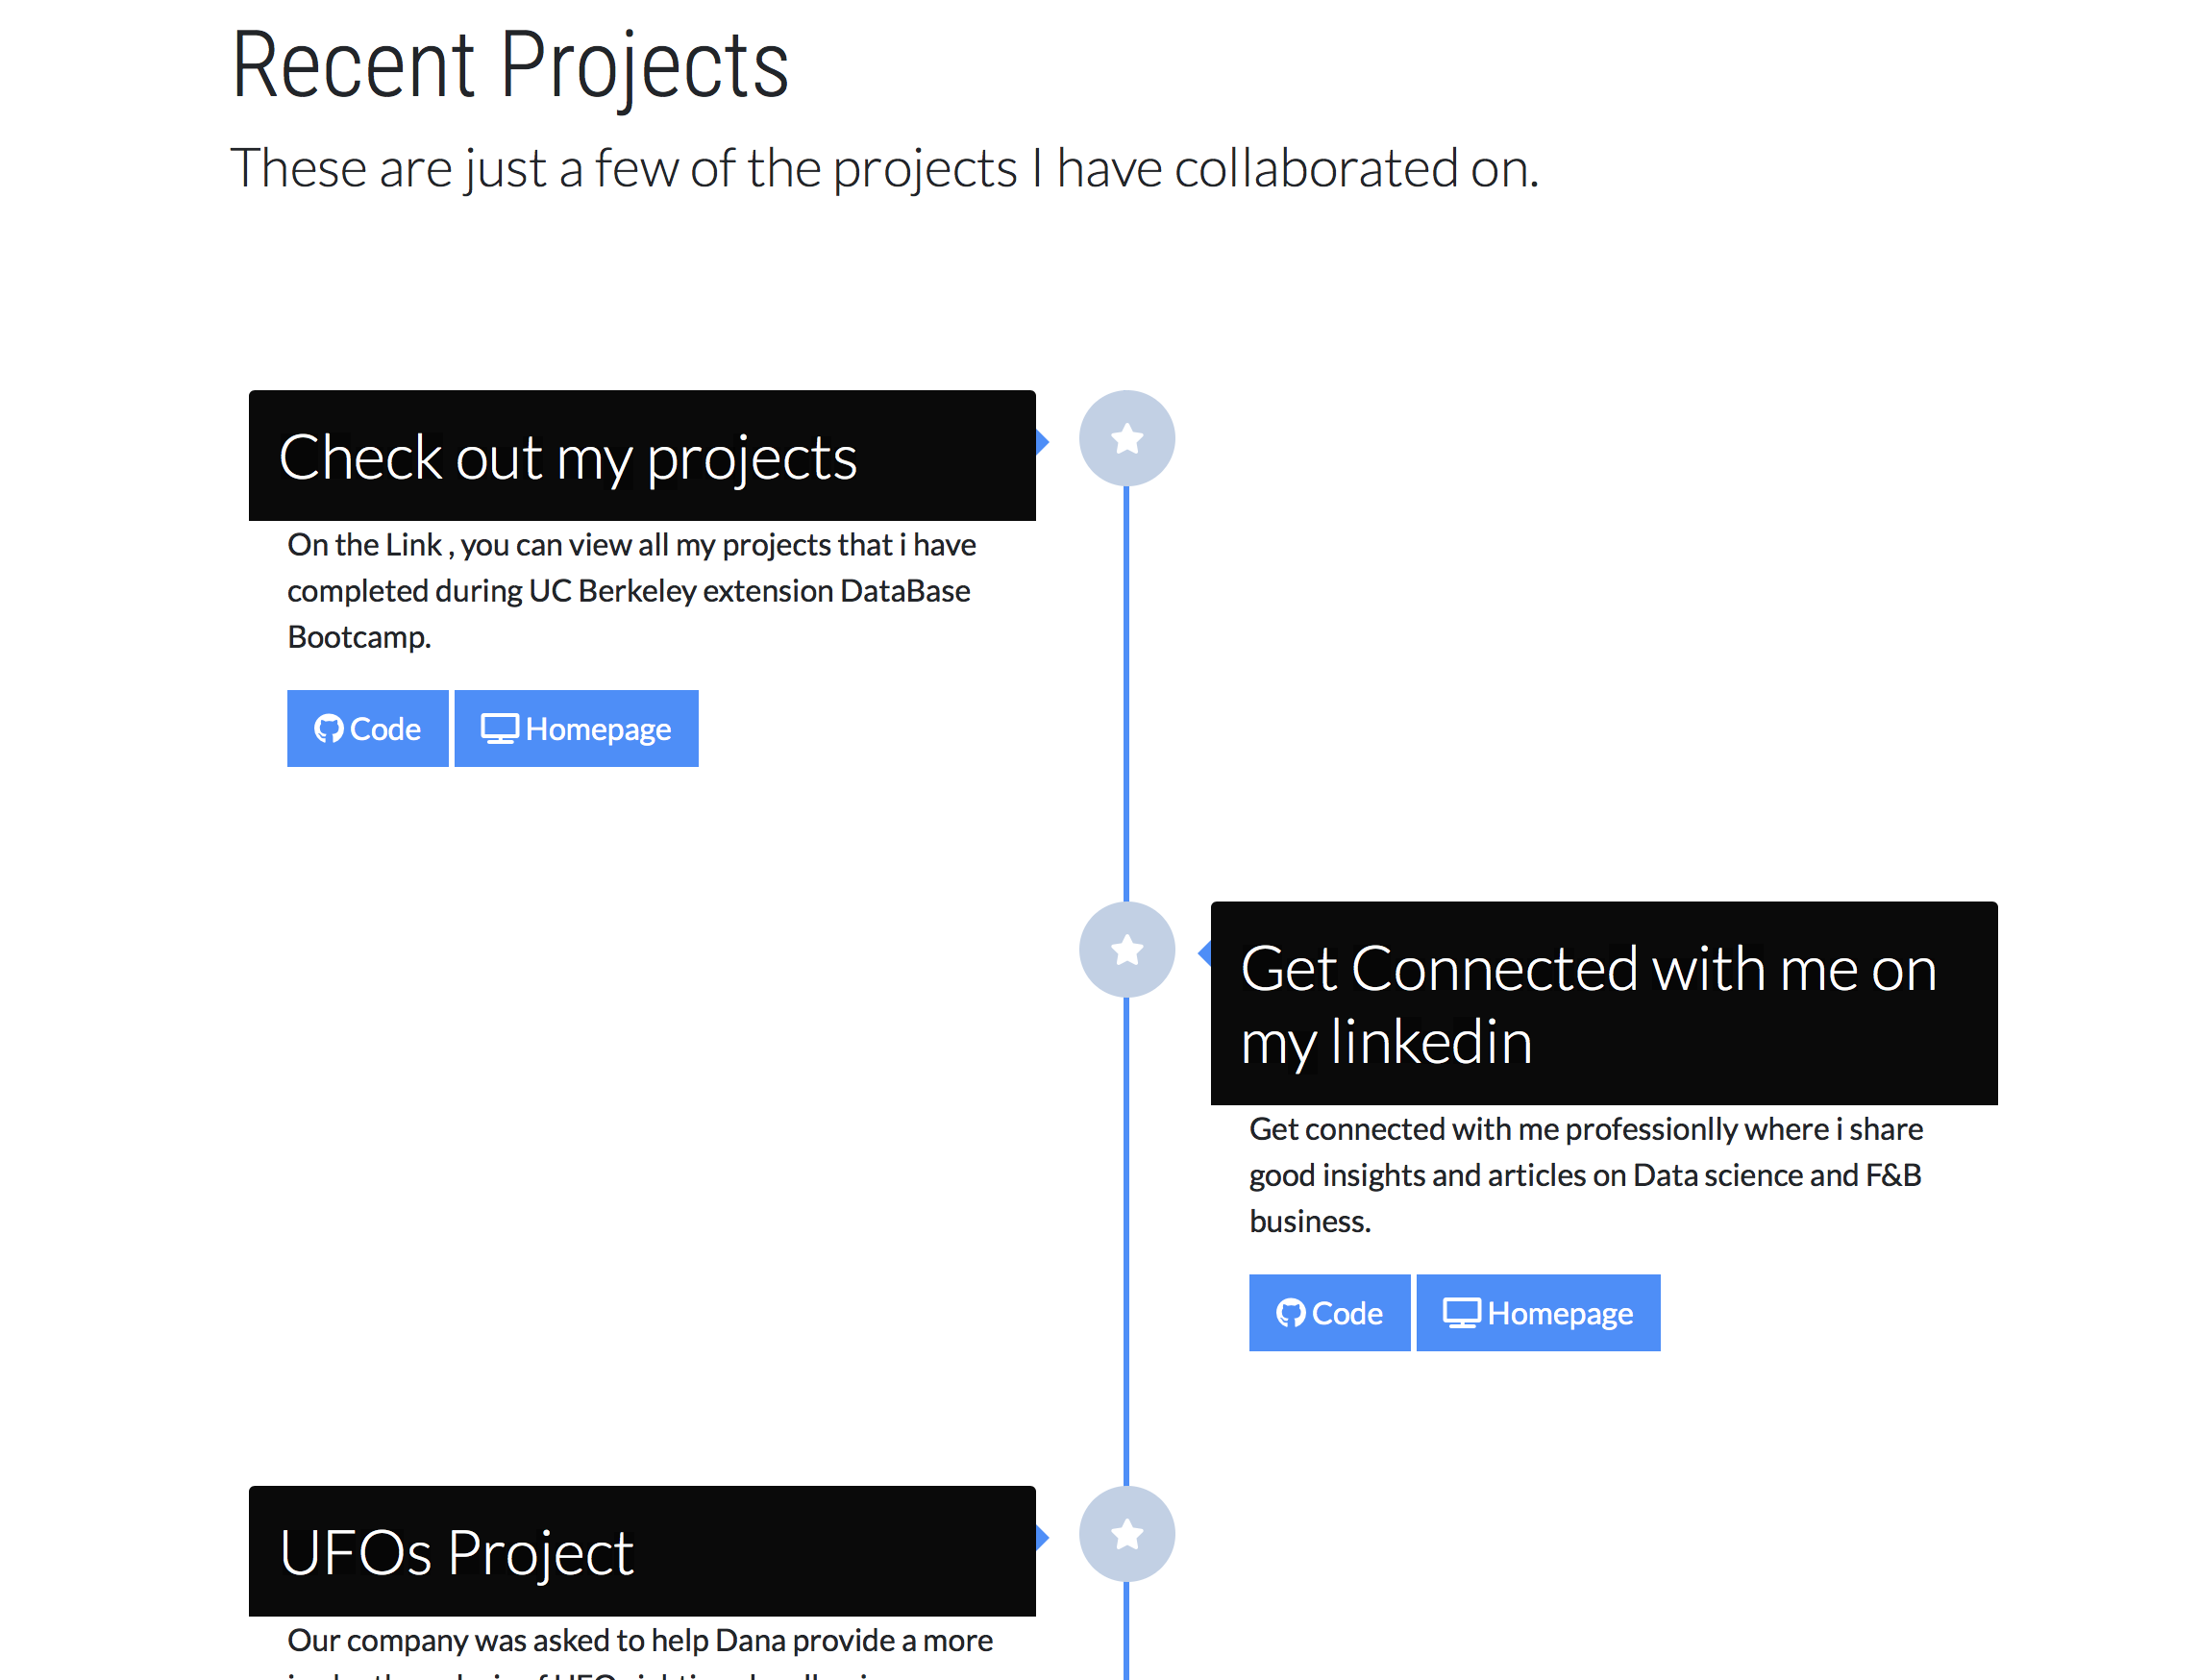 Recent Projects
These are just a few of the projects I have collaborated on.
Check out my projects
On the Link , you can view all my projects that i have
completed during UC Berkeley extension DataBase
Bootcamp.
Code Homepage
Get Connected with me on
my linkedin
Get connected with me professionlly where i share
good insights and articles on Data science and F&B
business.
Code Homepage
UFOs Project
Our company was asked to help Dana provide a more